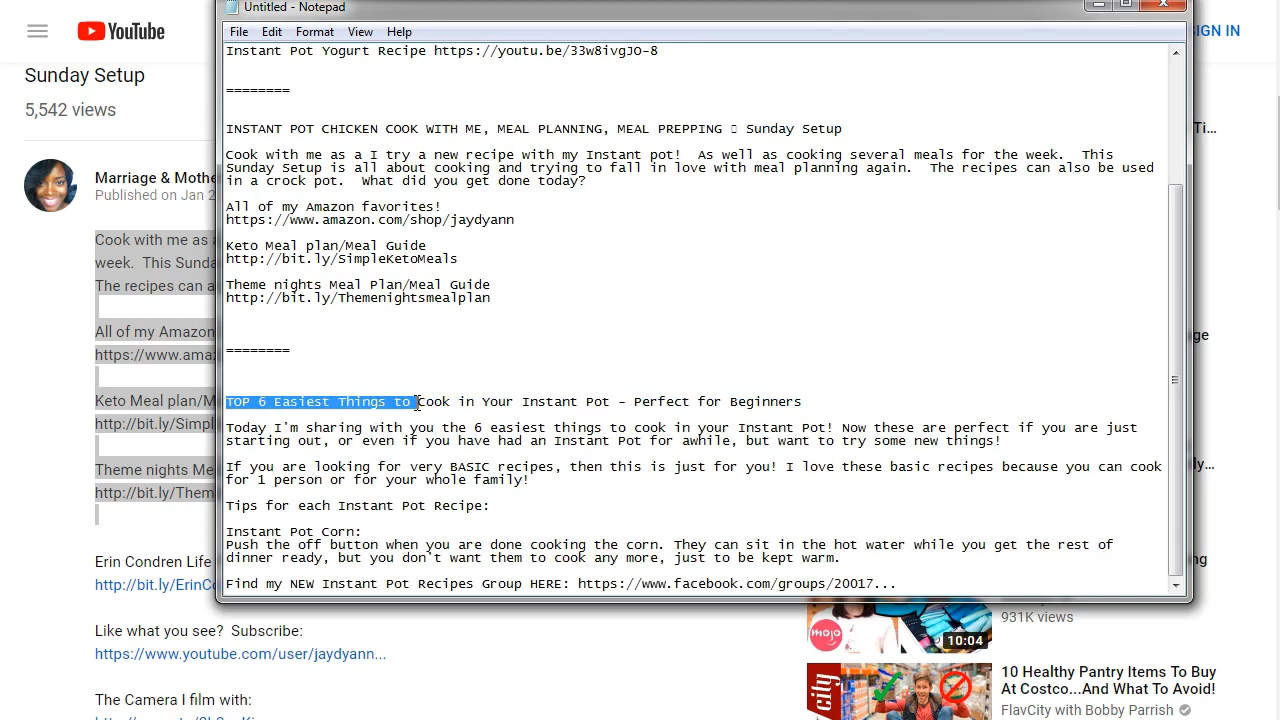 Untitled - Notepad
File Edit Format View Help
YouTube
SIGN IN
Sunday Setup
5,542 views
Marriage & Mothe
Published on Jan 2
Cook with me as a
week. This Sunda
The recipes can a
All of my Amazon
https://www.ama
Keto Meal plan/M
http://bit.ly/Simpl
Theme nights Me
http://bit.ly/Them
Erin Condren Life
http://bit.ly/ErinCo
Like what you see? Subscribe:
https://www.youtube.com/user/jaydyann...
The Camera I film with:
Instant Pot Yogurt Recipe https://youtu.be/33w8ivgJO-8
========
INSTANT POT CHICKEN COOK WITH ME, MEAL PLANNING, MEAL PREPPING Sunday Setup
Cook with me as a I try a new recipe with my Instant pot! As well as cooking several meals for the week. This
Sunday Setup is all about cooking and trying to fall in love with meal planning again. The recipes can also be used
in a crock pot. What did you get done today?
All of my Amazon favorites!
https://www.amazon.com/shop/jaydyann
Keto Meal plan/Meal Guide
http://bit.ly/SimpleKetoMeals
Theme nights Meal Plan/Meal Guide
http://bit.ly/Themenightsmealplan
========
TOP 6 Easiest Things to Cook in Your Instant Pot - Perfect for Beginners
Today I'm sharing with you the 6 easiest things to cook in your Instant Pot! Now these are perfect if you are just
starting out, or even if you have had an Instant Pot for awhile, but want to try some new things!
If you are looking for very BASIC recipes, then this is just for you! I love these basic recipes because you can cook
for 1 person or for your whole family!
Tips for each Instant Pot Recipe:
Instant Pot Corn:
Push the off button when you are done cooking the corn. They can sit in the hot water while you get the rest of
dinner ready, but you don't want them to cook any more, just to be kept warm.
Find my NEW Instant Pot Recipes Group HERE: https://www.facebook.com/groups/20017...
Ti...
ge
dy...
ng
931K views
mojo
10:04
city
10 Healthy Pantry Items To Buy
At Costco...And What To Avoid!
FlavCity with Bobby Parrish